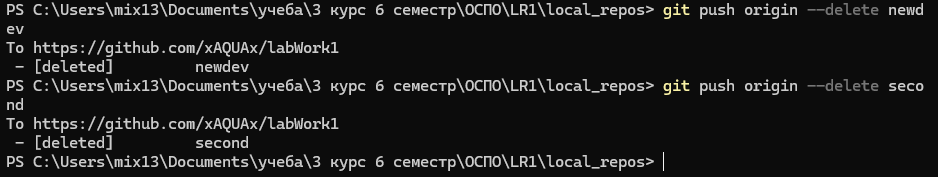 PS C:\Users\mix13\Documents\учеба\3 курс 6 семестр\ОСПО\LR1\local_repos> git push origin --delete newd
ev
To https://github.com/xAQUAx/labWork1
 - [deleted]         newdev
PS C:\Users\mix13\Documents\учеба\3 курс 6 семестр\ОСПО\LR1\local_repos> git push origin --delete seco
nd
To https://github.com/xAQUAx/labWork1
 - [deleted]         second
PS C:\Users\mix13\Documents\учеба\3 курс 6 семестр\ОСПО\LR1\local_repos>